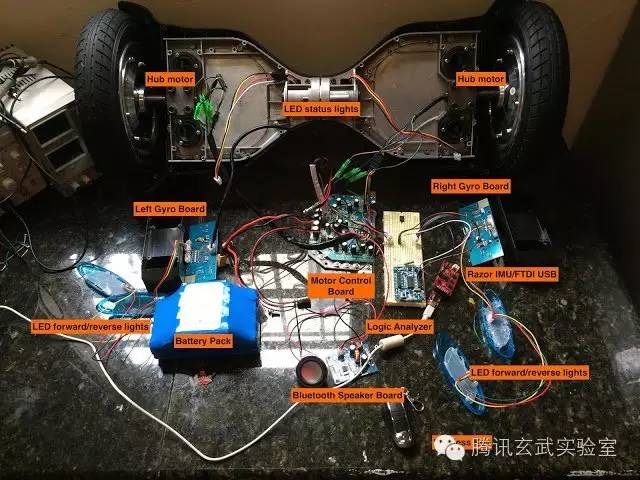 Hub motor
Hub motor
LED status lights
Right Gyro Board
Left Gyro Board
Razor IMU/FTDI USB
Motor Control
Board
LED forward/reverse lights
Logic Analyzer
Battery Pack
LED forward/reverse lights
Bluetooth Speaker Board
腾讯玄武实验室